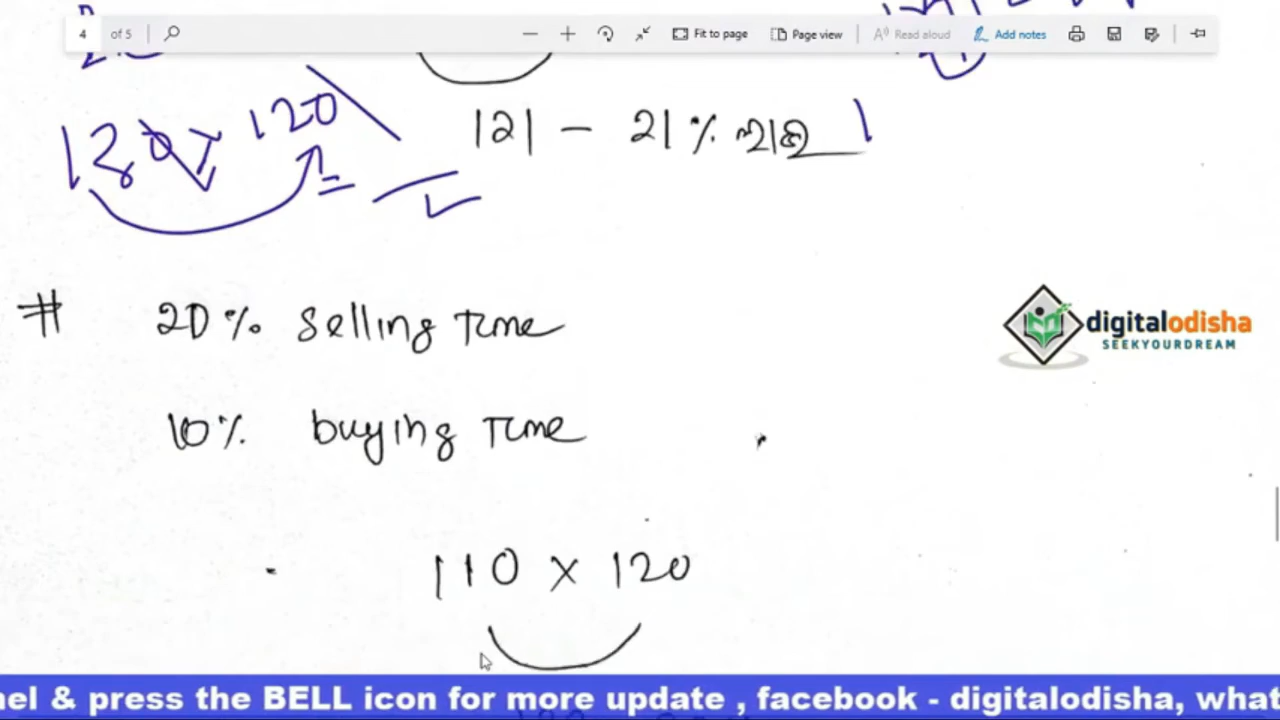 4 of 5 Fit to page Page view Read aloud Add notes
120
121 - 21%
# 20% selling Time
digitalodisha
SEEKYOURDREAM
10% buying Time
110 x 120
nel & press the BELL icon for more update , facebook - digitalodisha, what